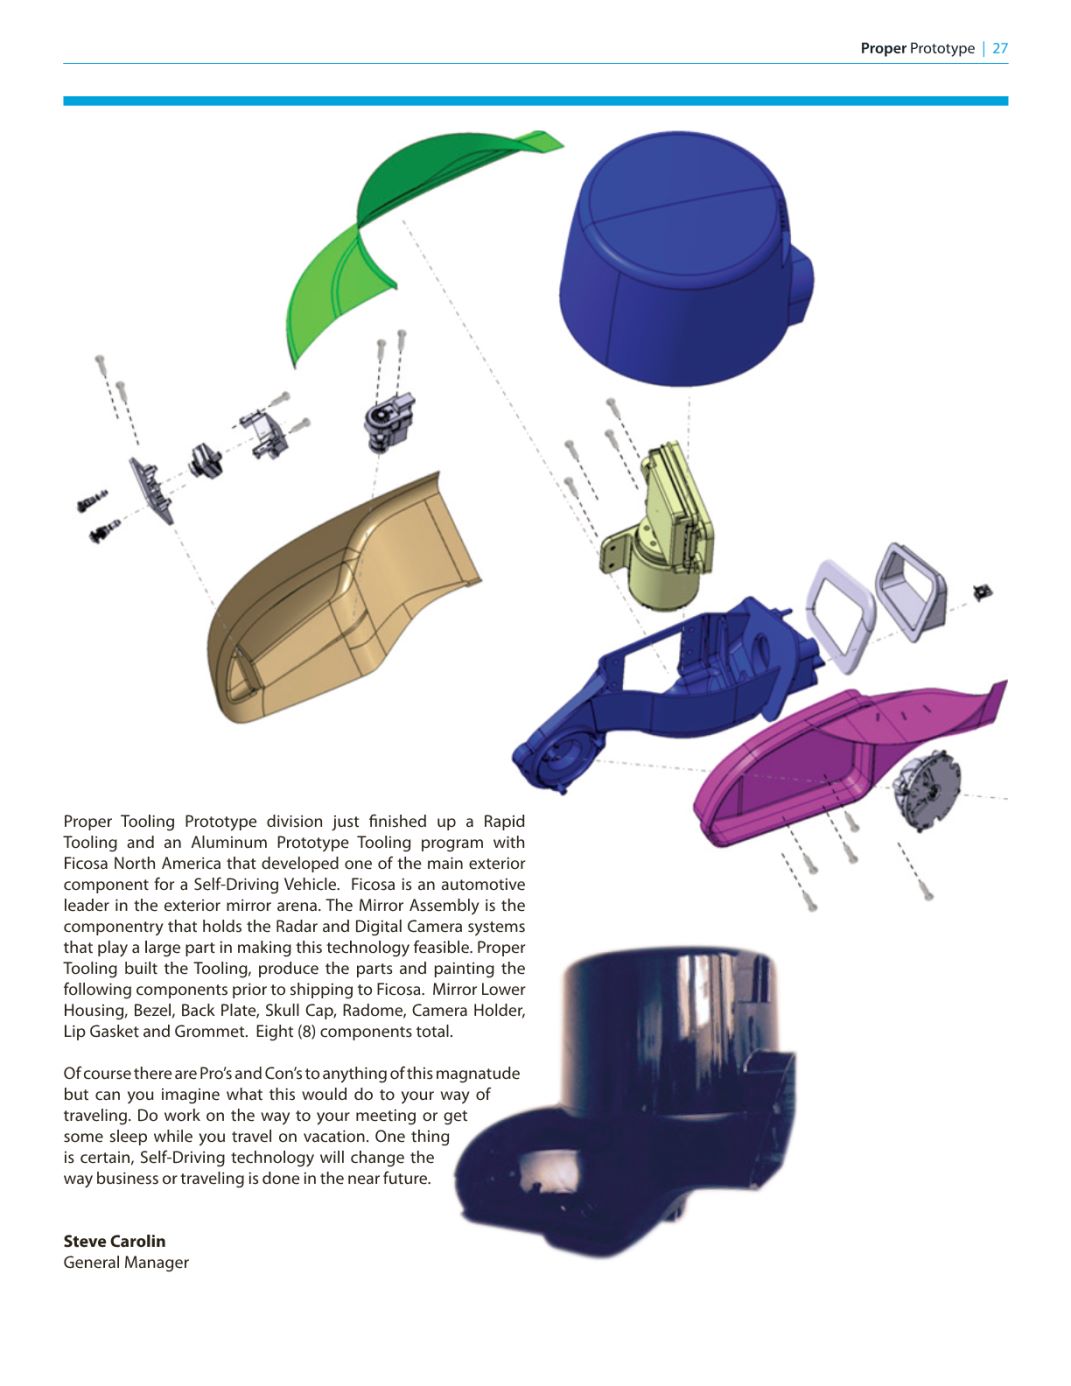 Proper Prototype | 27
Proper Tooling Prototype division just finished up a Rapid
Tooling and an Aluminum Prototype Tooling program with
Ficosa North America that developed one of the main exterior
component for a Self-Driving Vehicle.  Ficosa is an automotive
leader in the exterior mirror arena. The Mirror Assembly is the
componentry that holds the Radar and Digital Camera systems
that play a large part in making this technology feasible. Proper
Tooling built the Tooling, produce the parts and painting the
following components prior to shipping to Ficosa.  Mirror Lower
Housing, Bezel, Back Plate, Skull Cap, Radome, Camera Holder,
Lip Gasket and Grommet.  Eight (8) components total.
Of course there are Pro's and Con's to anything of this magnatude
but can you imagine what this would do to your way of
traveling. Do work on the way to your meeting or get
some sleep while you travel on vacation. One thing
is certain, Self-Driving technology will change the
way business or traveling is done in the near future.
Steve Carolin
General Manager